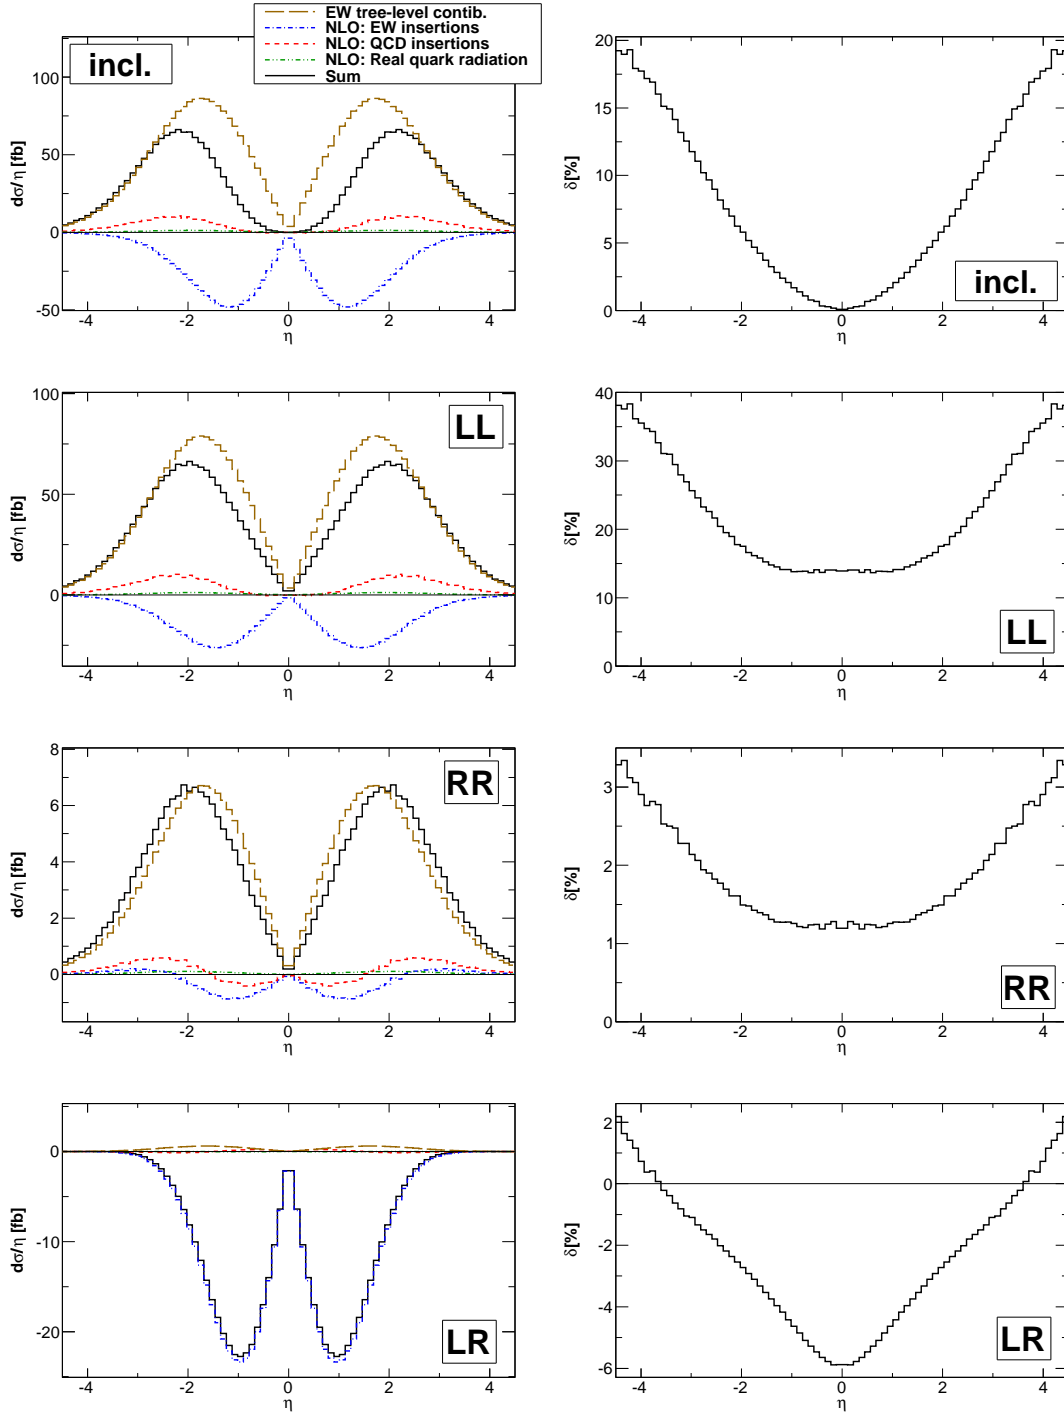 EW tree-level contib.
NLO: EW insertions
NLO: QCD insertions
NLO: Real quark radiation
Sum
incl.
100
50
0
-50
dσ/η [fb]
-4 -2 0 2 4
η
20
15
10
5
0
δ[%]
incl.
-4 -2 0 2 4
η
100
50
0
dσ/η [fb]
LL
-4 -2 0 2 4
η
40
30
20
10
0
δ[%]
LL
-4 -2 0 2 4
η
8
6
4
2
0
dσ/η [fb]
RR
-4 -2 0 2 4
η
3
2
1
0
δ[%]
RR
-4 -2 0 2 4
η
0
-10
-20
dσ/η [fb]
LR
-4 -2 0 2 4
η
2
0
-2
-4
-6
δ[%]
LR
-4 -2 0 2 4
η